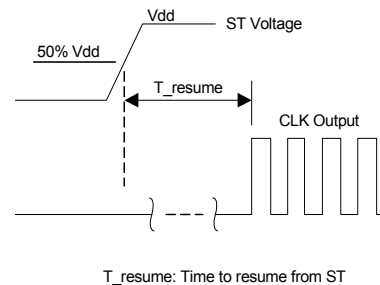 Vdd
ST Voltage
50% Vdd
T_resume
CLK Output
T_resume: Time to resume from ST